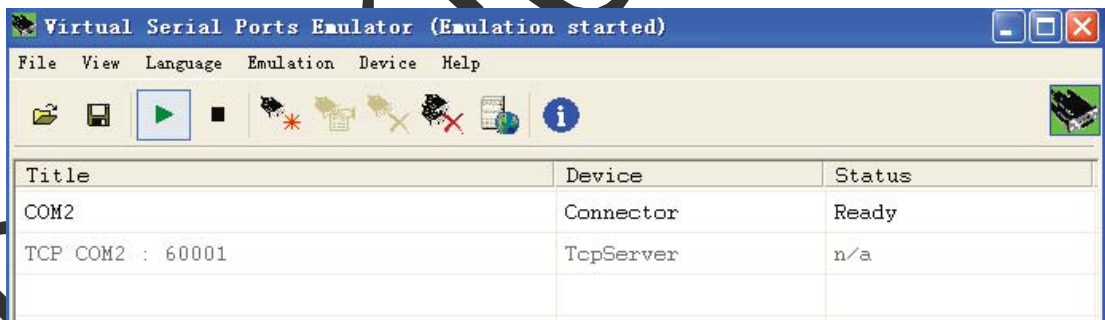 Virtual Serial Ports Emulator (Emulation started)
File View Language Emulation Device Help
Title Device Status
COM2 Connector Ready
TCP COM2 : 60001 TcpServer n/a